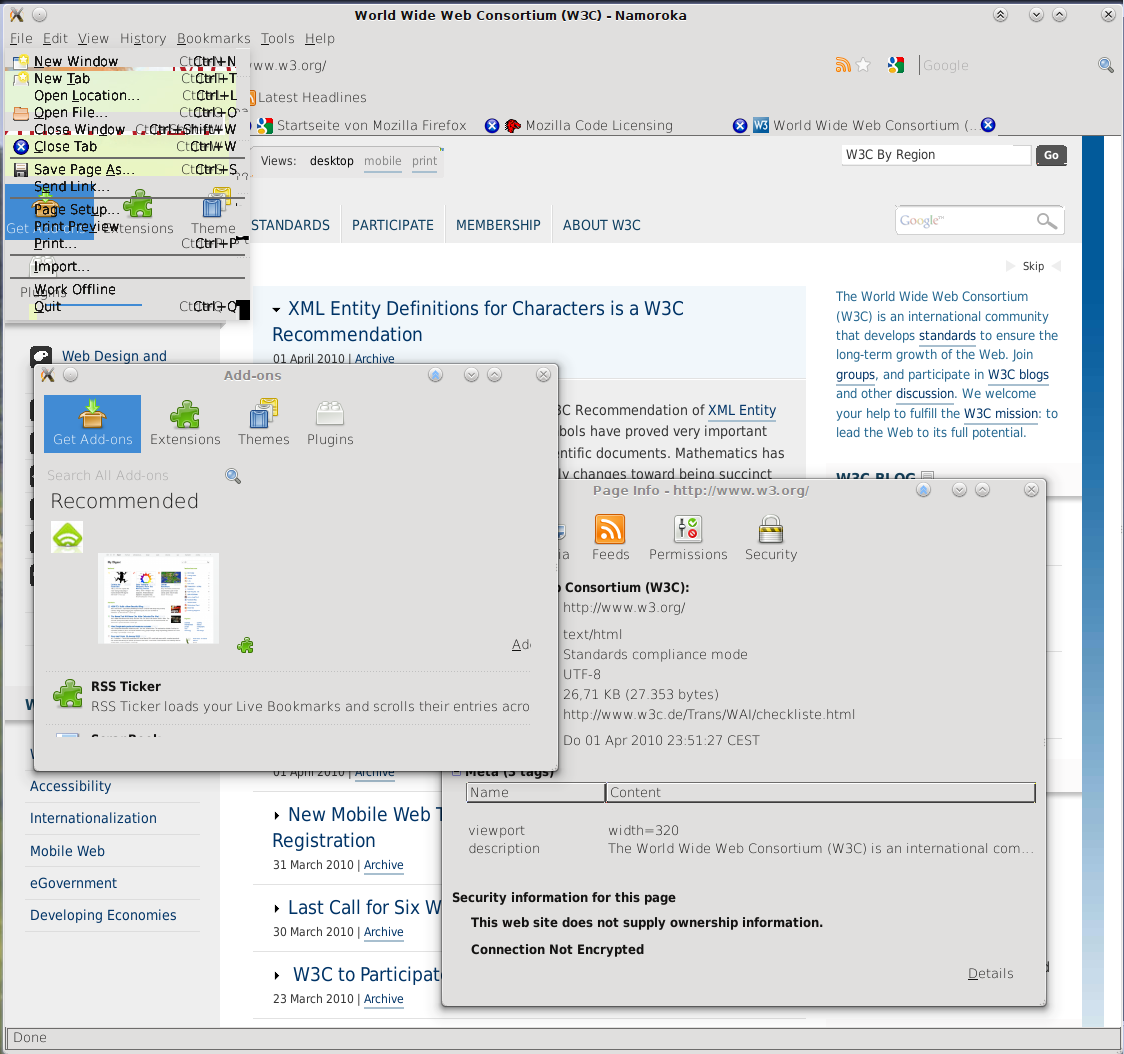 World Wide Web Consortium (W3C) - Namoroka
File Edit View History Bookmarks Tools Help
New Window Ctrl+N
New Tab Ctrl+T
Open Location... Ctrl+L
Open File... Ctrl+O
Close Window Ctrl+Shift+W
Close Tab Ctrl+W
Save Page As... Ctrl+S
Send Link...
Page Setup...
Print Preview
Print... Ctrl+P
Import...
Work Offline
Quit Ctrl+Q
Themes
Plugins
www.w3.org/
Google
Latest Headlines
Startseite von Mozilla Firefox
Mozilla Code Licensing
W3 World Wide Web Consortium (...
Views: desktop mobile print
W3C By Region Go
STANDARDS PARTICIPATE MEMBERSHIP ABOUT W3C
Google™
Skip
XML Entity Definitions for Characters is a W3C
Recommendation
01 April 2010 | Archive
The World Wide Web Consortium
(W3C) is an international community
that develops standards to ensure the
long-term growth of the Web. Join
groups, and participate in W3C blogs
and other discussion. We welcome
your help to fulfill the W3C mission: to
lead the Web to its full potential.
W3C BLOG
Web Design and
3C Recommendation of XML Entity
bols have proved very important
entific documents. Mathematics has
ly changes toward being succinct
Add-ons
Get Add-ons Extensions Themes Plugins
Search All Add-ons
Recommended
Ad
RSS Ticker
RSS Ticker loads your Live Bookmarks and scrolls their entries acro
ScrapBook
Page Info - http://www.w3.org/
Feeds Permissions Security
Consortium (W3C):
http://www.w3.org/
text/html
Standards compliance mode
UTF-8
26,71 KB (27.353 bytes)
http://www.w3c.de/Trans/WAI/checkliste.html
Do 01 Apr 2010 23:51:27 CEST
Meta (3 tags)
Name Content
viewport width=320
description The World Wide Web Consortium (W3C) is an international com...
Security information for this page
This web site does not supply ownership information.
Connection Not Encrypted
Details
Accessibility
Internationalization
Mobile Web
eGovernment
Developing Economies
01 April 2010 | Archive
New Mobile Web T
Registration
31 March 2010 | Archive
Last Call for Six W
30 March 2010 | Archive
W3C to Participate
23 March 2010 | Archive
Done